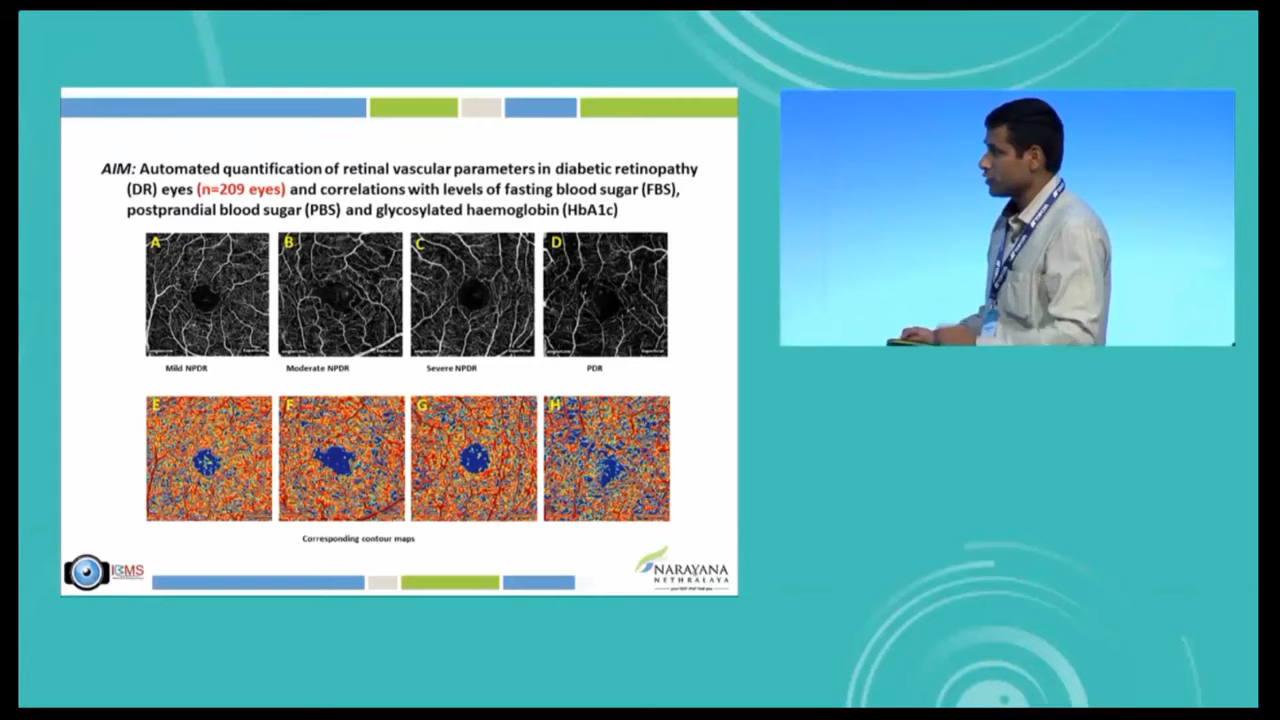 AIM: Automated quantification of retinal vascular parameters in diabetic retinopathy
(DR) eyes (n=209 eyes) and correlations with levels of fasting blood sugar (FBS),
postprandial blood sugar (PBS) and glycosylated haemoglobin (HbA1c)
A B C D
Mild NPDR Moderate NPDR Severe NPDR PDR
E F G H
Corresponding contour maps
NARAYANA
NETHRALAYA